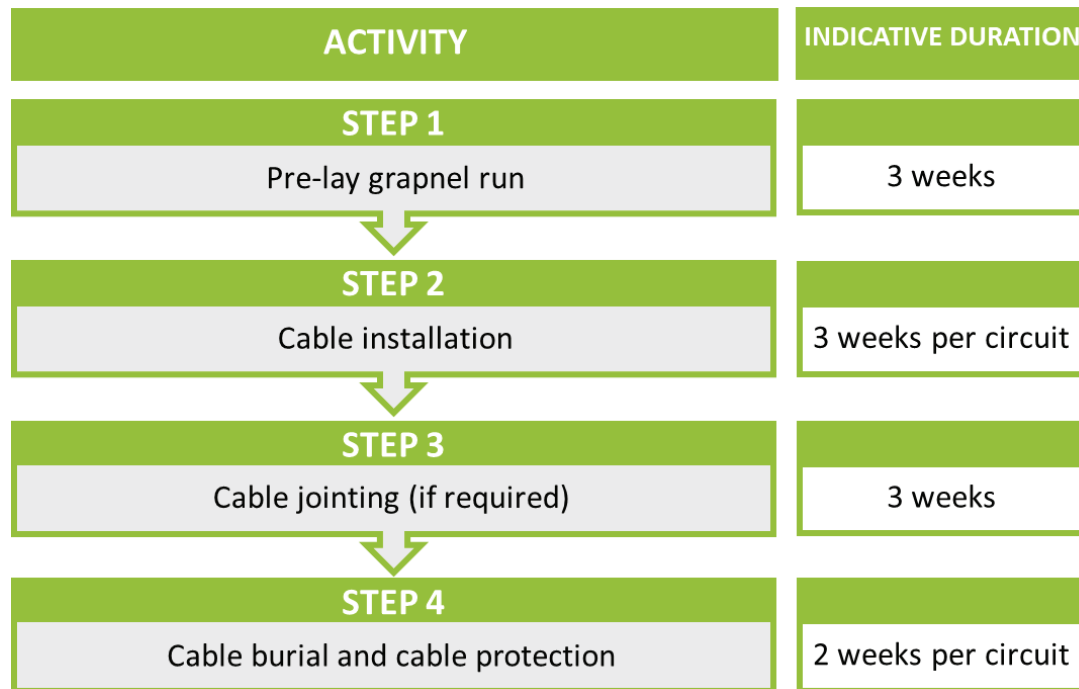 ACTIVITY
INDICATIVE DURATION
STEP 1
Pre-lay grapnel run
3 weeks
STEP 2
Cable installation
3 weeks per circuit
STEP 3
Cable jointing (if required)
3 weeks
STEP 4
Cable burial and cable protection
2 weeks per circuit